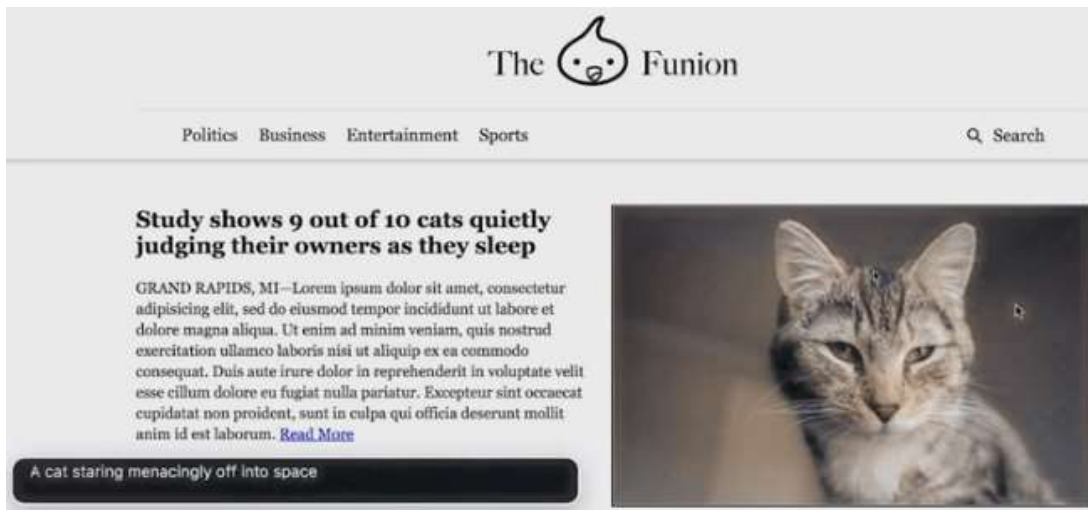 The Funion
Politics Business Entertainment Sports Search
Study shows 9 out of 10 cats quietly
judging their owners as they sleep
GRAND RAPIDS, MI—Lorem ipsum dolor sit amet, consectetur
adipisicing elit, sed do eiusmod tempor incididunt ut labore et
dolore magna aliqua. Ut enim ad minim veniam, quis nostrud
exercitation ullamco laboris nisi ut aliquip ex ea commodo
consequat. Duis aute irure dolor in reprehenderit in voluptate velit
esse cillum dolore eu fugiat nulla pariatur. Excepteur sint occaecat
cupidatat non proident, sunt in culpa qui officia deserunt mollit
anim id est laborum. Read More
A cat staring menacingly off into space